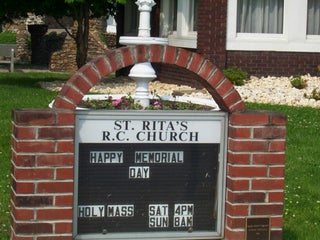 ST. RITA'S
R.C. CHURCH
HAPPY MEMORIAL
DAY
HOLY MASS SAT 4PM
SUN 8AM